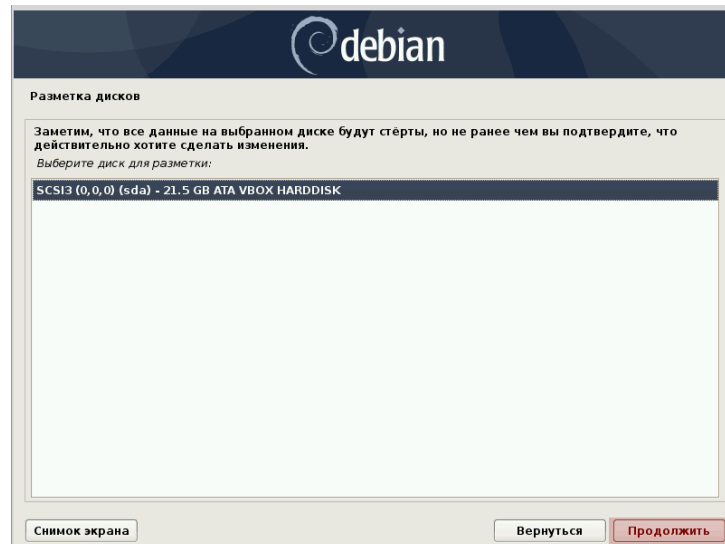 debian
Разметка дисков
Заметим, что все данные на выбранном диске будут стёрты, но не ранее чем вы подтвердите, что
действительно хотите сделать изменения.
Выберите диск для разметки:
SCSI3 (0,0,0) (sda) - 21.5 GB ATA VBOX HARDDISK
Снимок экрана
Вернуться
Продолжить